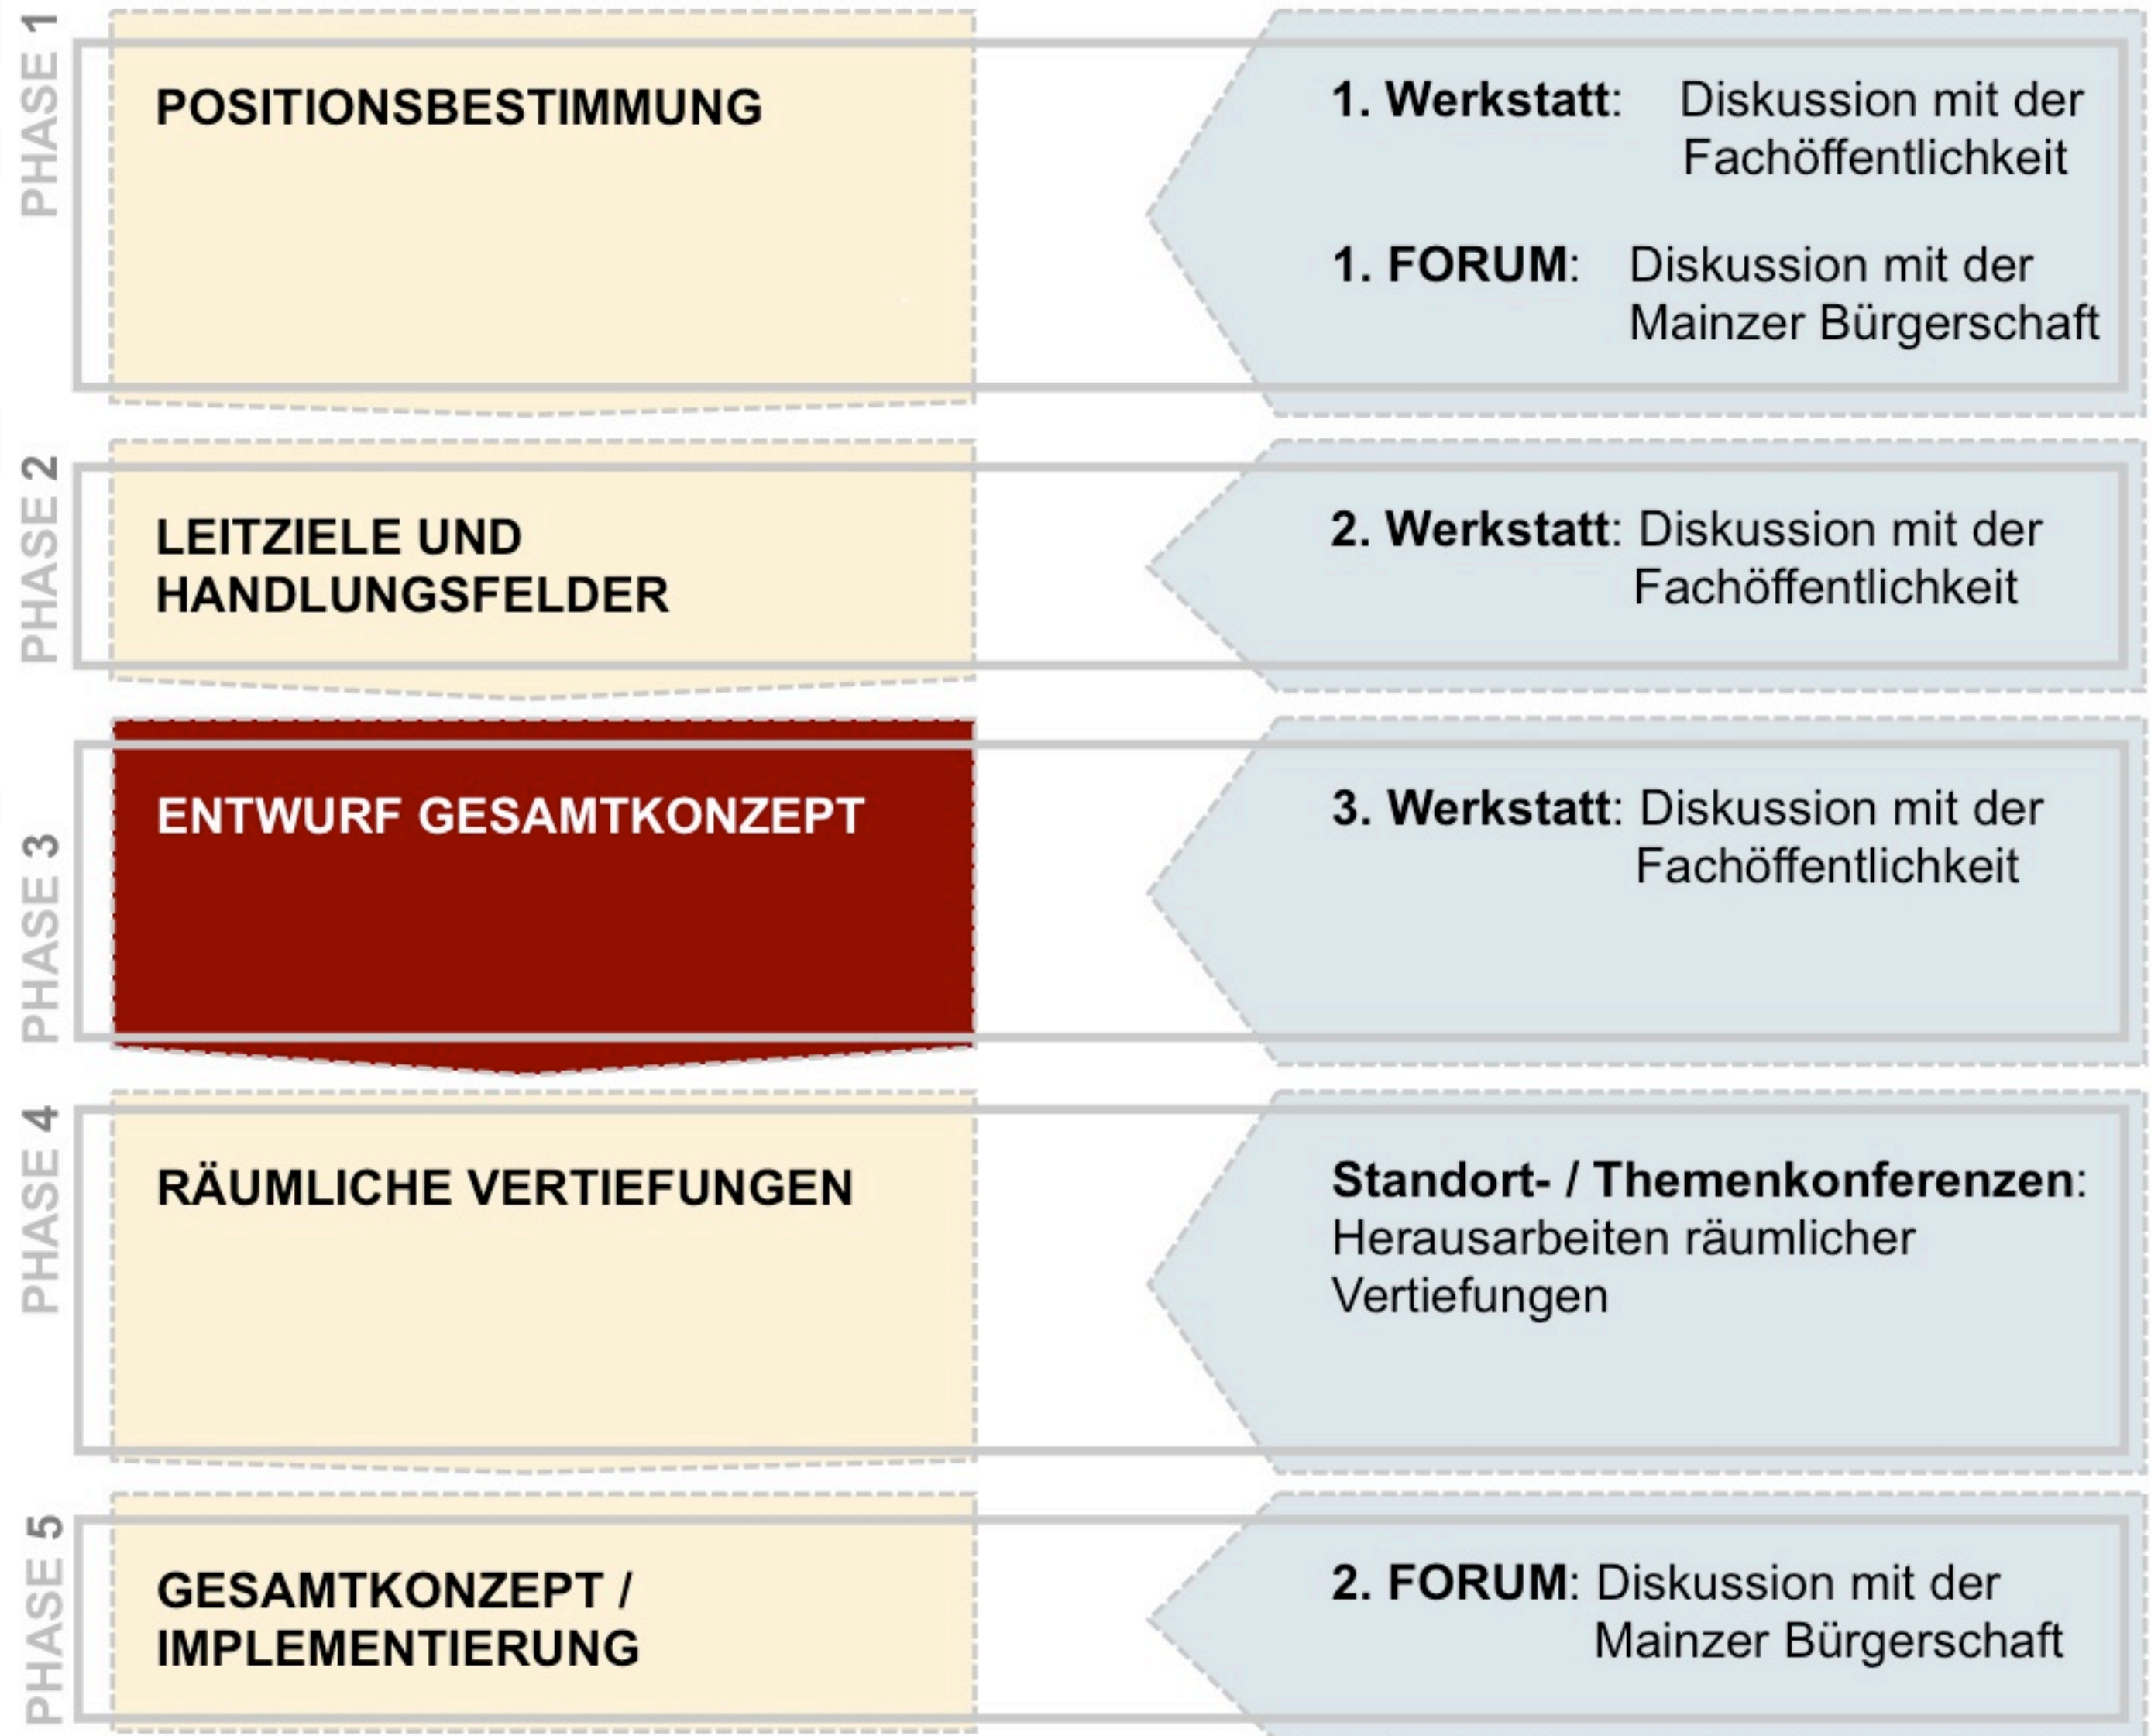 PHASE 1
POSITIONSBESTIMMUNG
1. Werkstatt: Diskussion mit der
Fachöffentlichkeit
1. FORUM: Diskussion mit der
Mainzer Bürgerschaft
PHASE 2
LEITZIELE UND
HANDLUNGSFELDER
2. Werkstatt: Diskussion mit der
Fachöffentlichkeit
PHASE 3
ENTWURF GESAMTKONZEPT
3. Werkstatt: Diskussion mit der
Fachöffentlichkeit
PHASE 4
RÄUMLICHE VERTIEFUNGEN
Standort- / Themenkonferenzen:
Herausarbeiten räumlicher
Vertiefungen
PHASE 5
GESAMTKONZEPT /
IMPLEMENTIERUNG
2. FORUM: Diskussion mit der
Mainzer Bürgerschaft